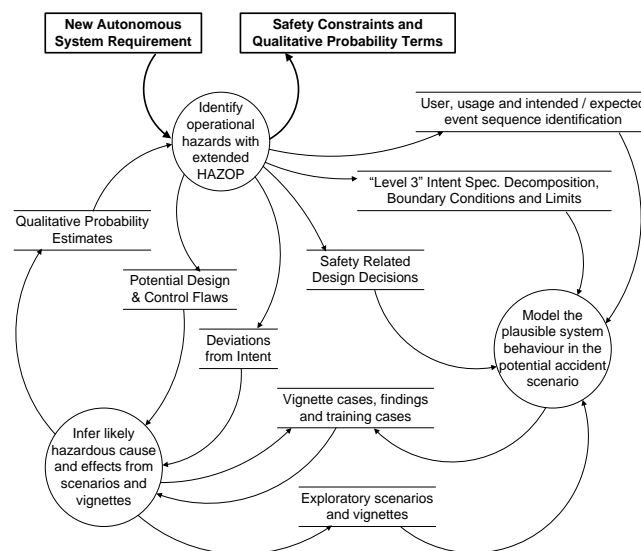 New Autonomous
System Requirement
Safety Constraints and
Qualitative Probability Terms
Identify
operational
hazards with
extended
HAZOP
User, usage and intended / expected
event sequence identification
“Level 3” Intent Spec. Decomposition,
Boundary Conditions and Limits
Qualitative Probability
Estimates
Safety Related
Design Decisions
Potential Design
& Control Flaws
Deviations
from Intent
Model the
plausible system
behaviour in the
potential accident
scenario
Vignette cases, findings
and training cases
Infer likely
hazardous cause
and effects from
scenarios and
vignettes
Exploratory scenarios
and vignettes